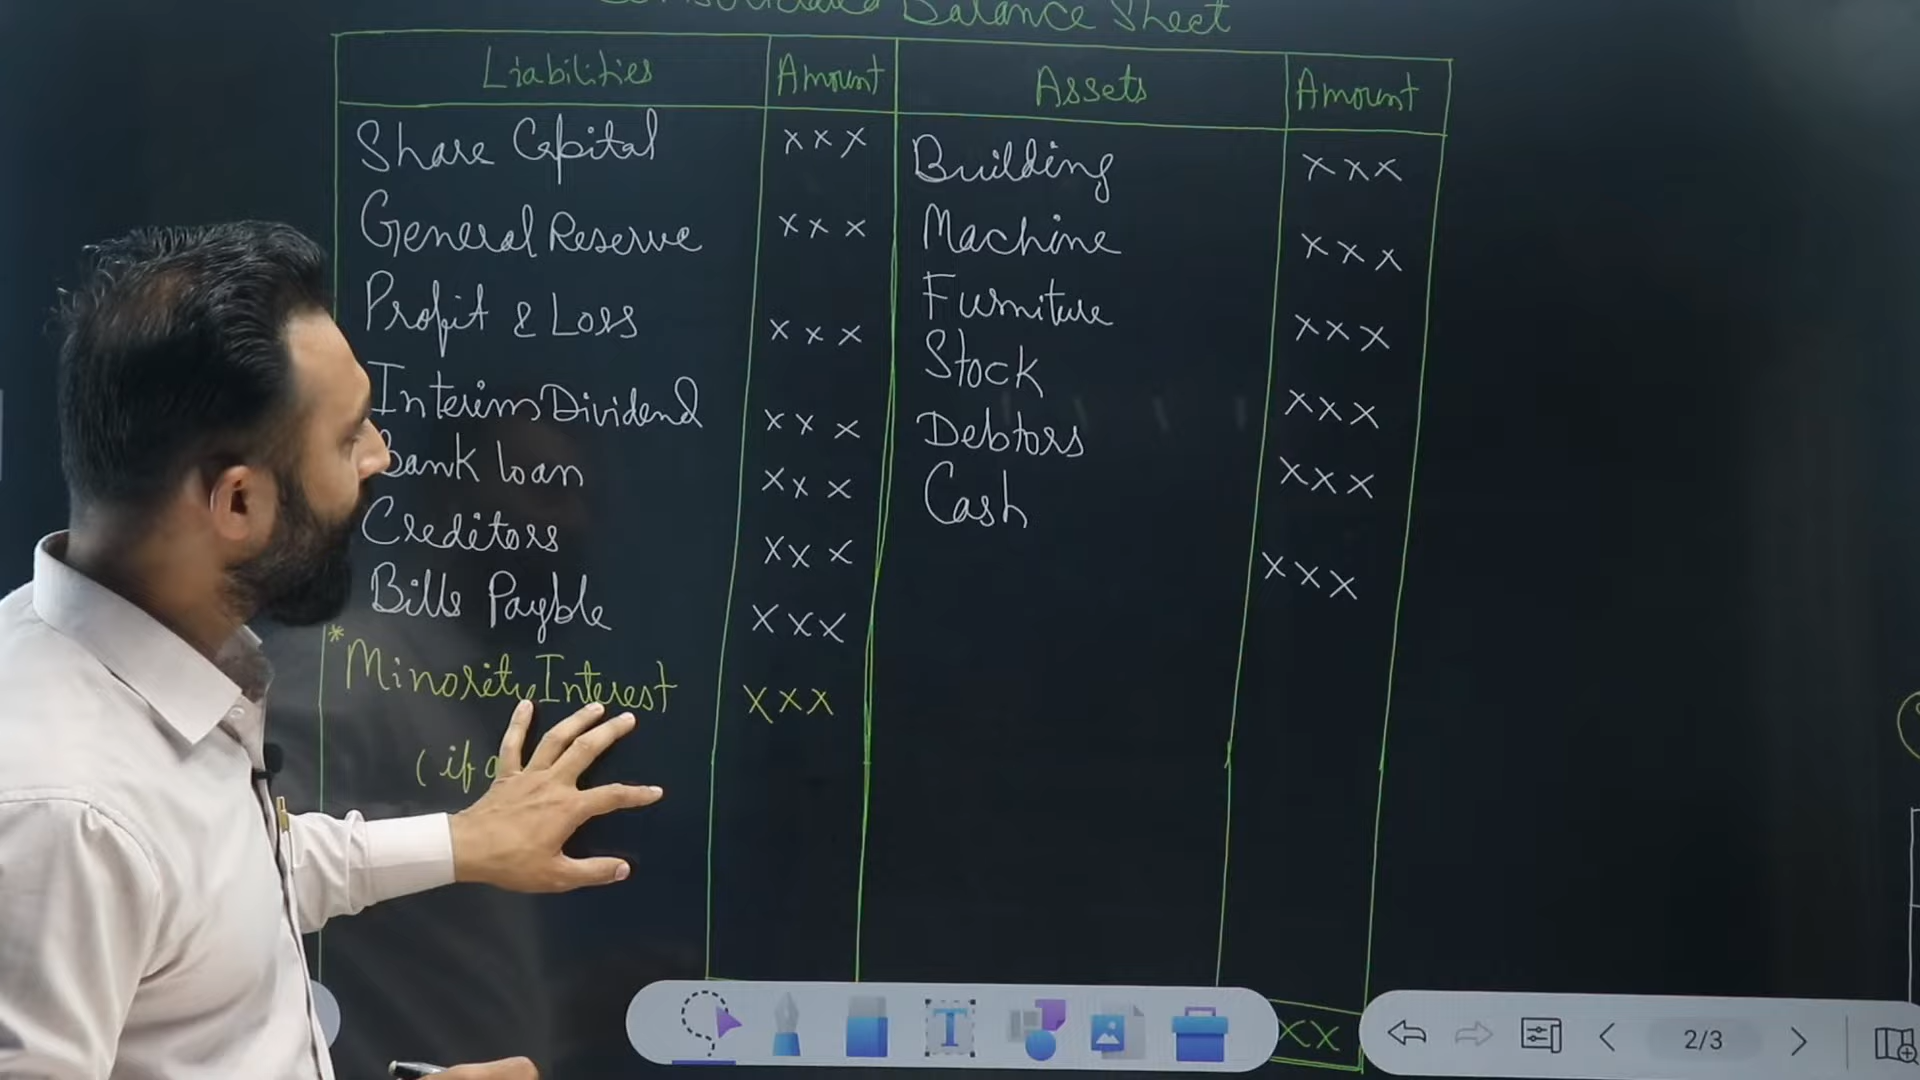 Consolidated Balance Sheet
Liabilities Amount Assets Amount
Share Capital xxx Building xxx
General Reserve xxx Machine xxx
Profit & Loss xxx Furniture xxx
Interim Dividend xxx Stock xxx
Bank loan xxx Debtors xxx
Creditors xxx Cash xxx
Bills Payble xxx
*Minority Interest xxx
(if
xx
2/3